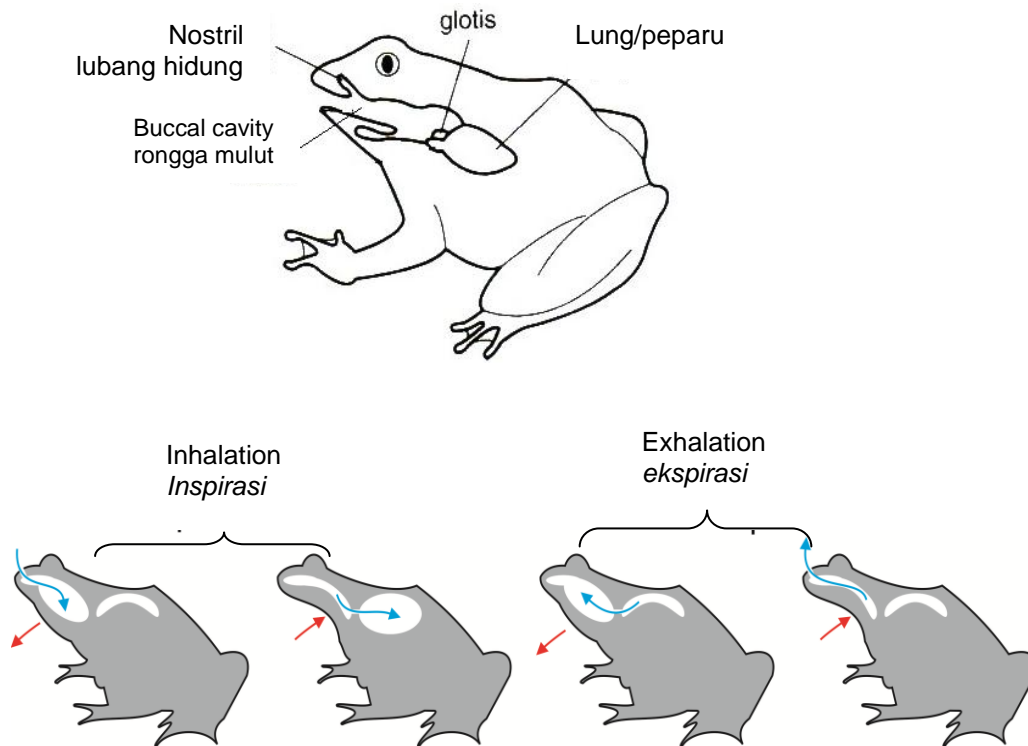 glotis
Nostril
lubang hidung
Lung/peparu
Buccal cavity
rongga mulut
Inhalation
Inspirasi
Exhalation
ekspirasi